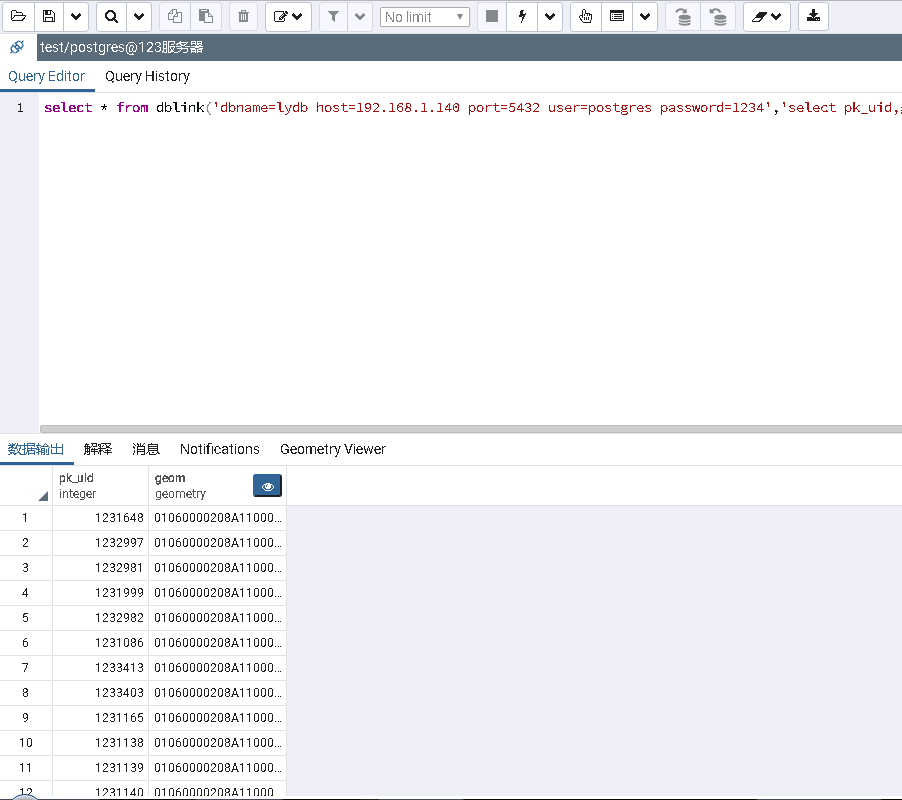 No limit
test/postgres@123服务器
Query Editor Query History
1 select * from dblink('dbname=lydb host=192.168.1.140 port=5432 user=postgres password=1234','select pk_uid,
数据输出 解释 消息 Notifications Geometry Viewer
pk_uid geom
integer geometry
1 1231648 01060000208A11000...
2 1232997 01060000208A11000...
3 1232981 01060000208A11000...
4 1231999 01060000208A11000...
5 1232982 01060000208A11000...
6 1231086 01060000208A11000...
7 1233413 01060000208A11000...
8 1233403 01060000208A11000...
9 1231165 01060000208A11000...
10 1231138 01060000208A11000...
11 1231139 01060000208A11000...
12 1231140 01060000208A11000